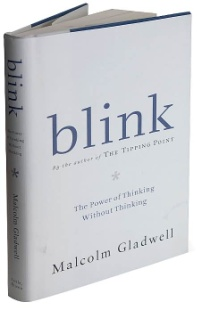 blink
by the author of THE TIPPING POINT
*
The Power of Thinking
Without Thinking
Malcolm Gladwell
blink
*
Malcolm Gladwell